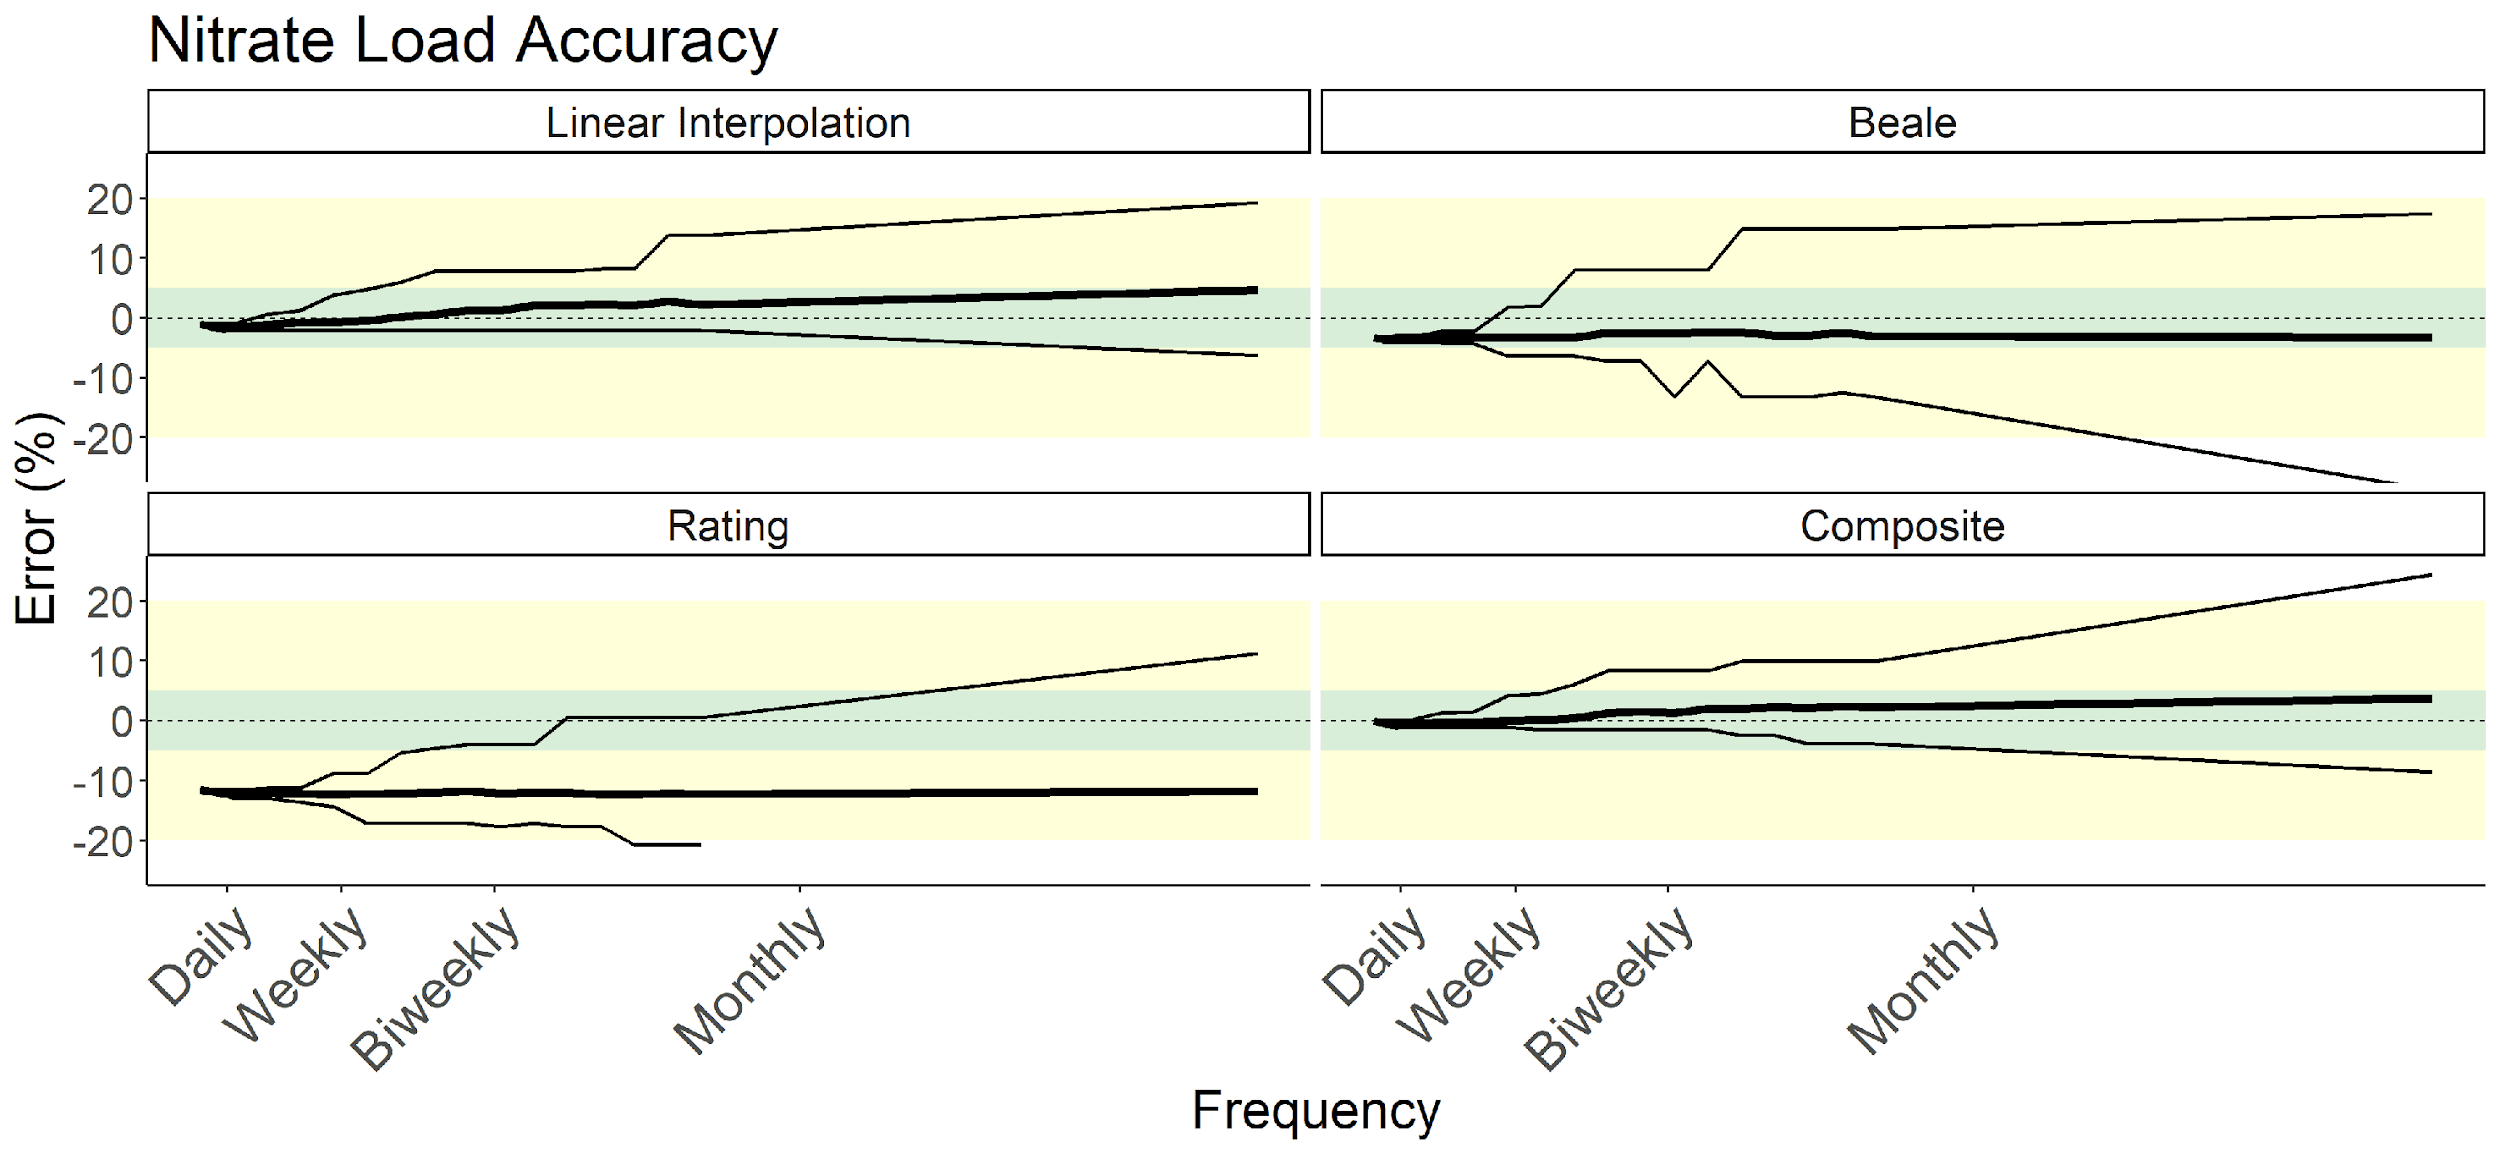 Nitrate Load Accuracy
Linear Interpolation
Beale
20
10
0
-10
-20
Error (%)
Rating
Composite
20
10
0
-10
-20
Daily
Weekly
Biweekly
Monthly
Daily
Weekly
Biweekly
Monthly
Frequency